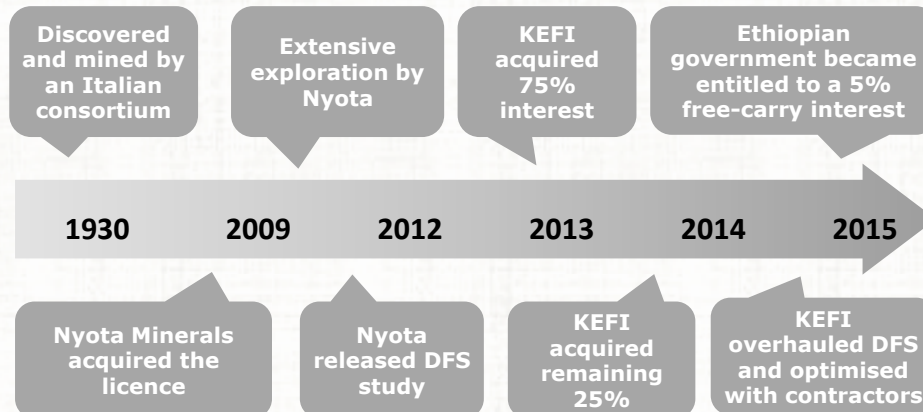 Discovered
and mined by
an Italian
consortium
Extensive
exploration by
Nyota
KEFI
acquired
75%
interest
Ethiopian
government became
entitled to a 5%
free-carry interest
1930 2009 2012 2013 2014 2015
Nyota Minerals
acquired the
licence
Nyota
released DFS
study
KEFI
acquired
remaining
25%
KEFI
overhauled DFS
and optimised
with contractors